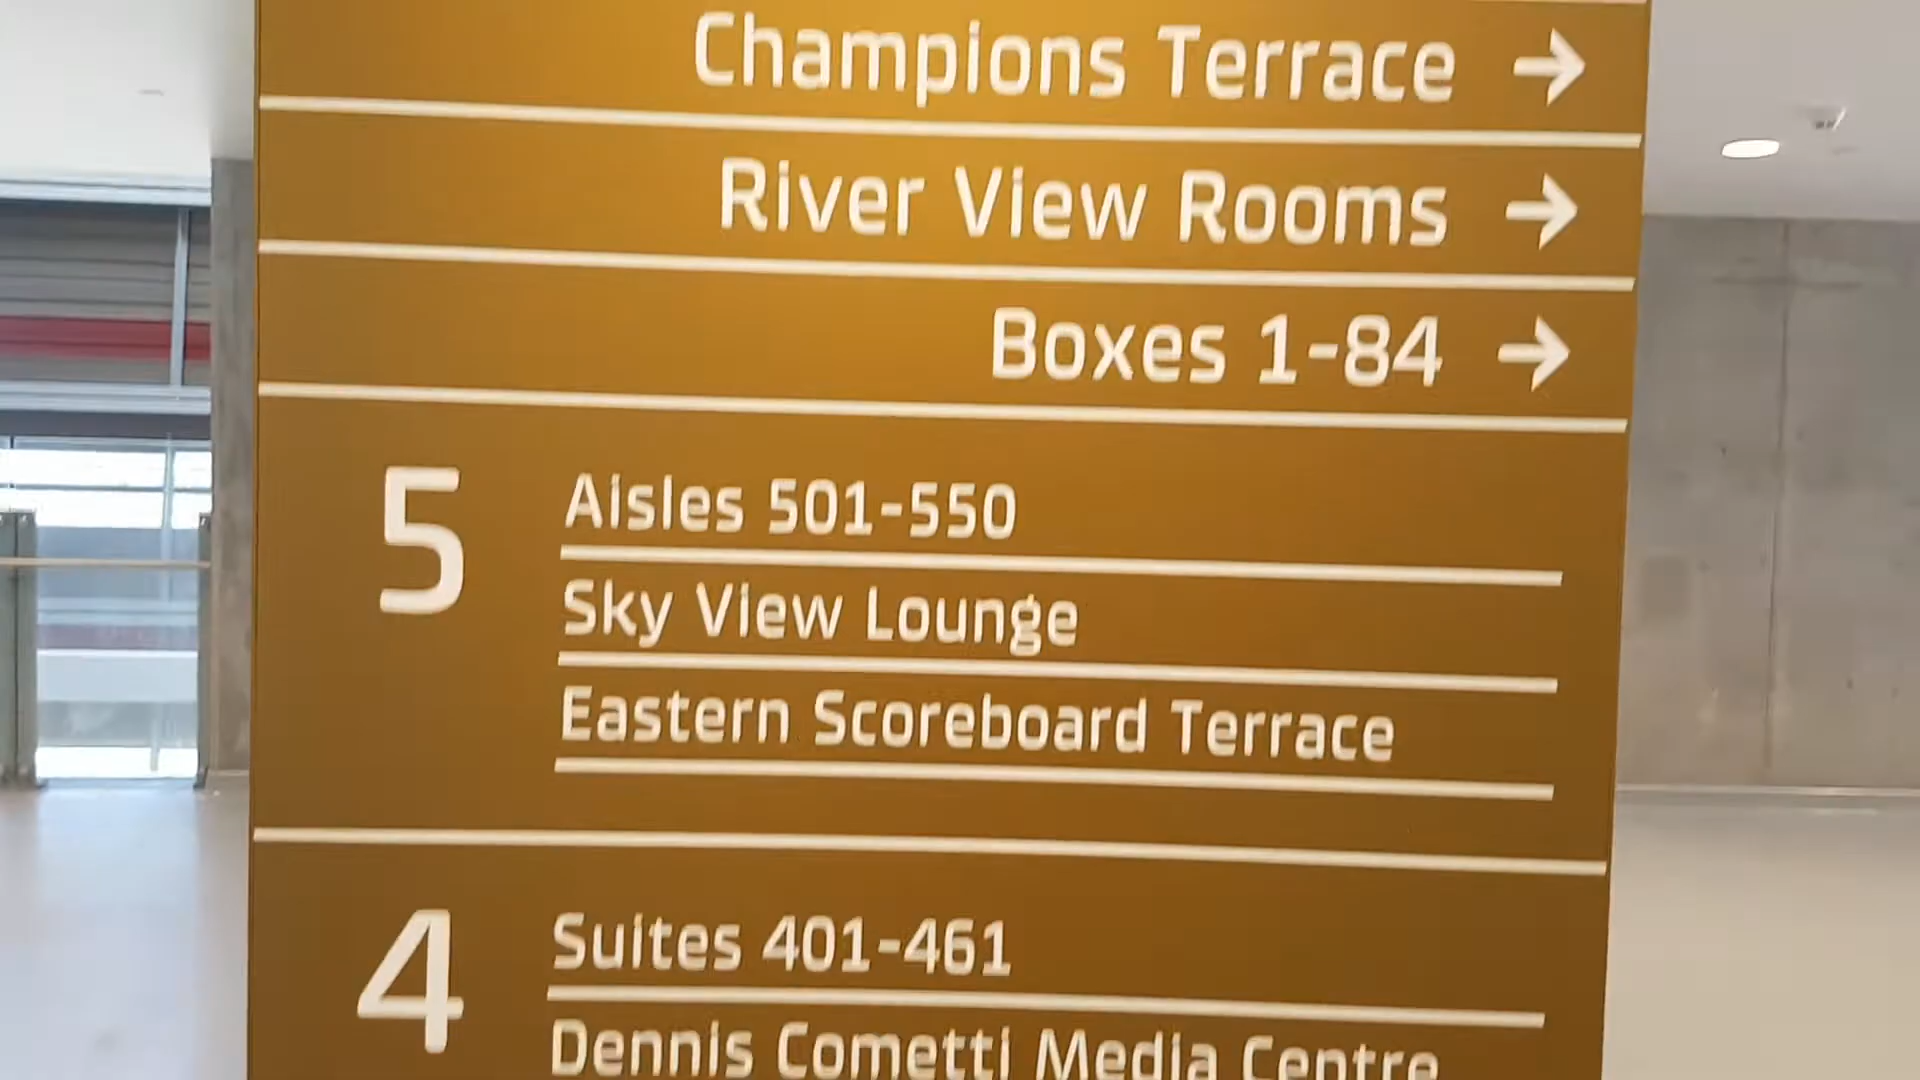 Champions Terrace →
River View Rooms →
Boxes 1-84 →
5
Aisles 501-550
Sky View Lounge
Eastern Scoreboard Terrace
4
Suites 401-461
Dennis Cometti Media Centre